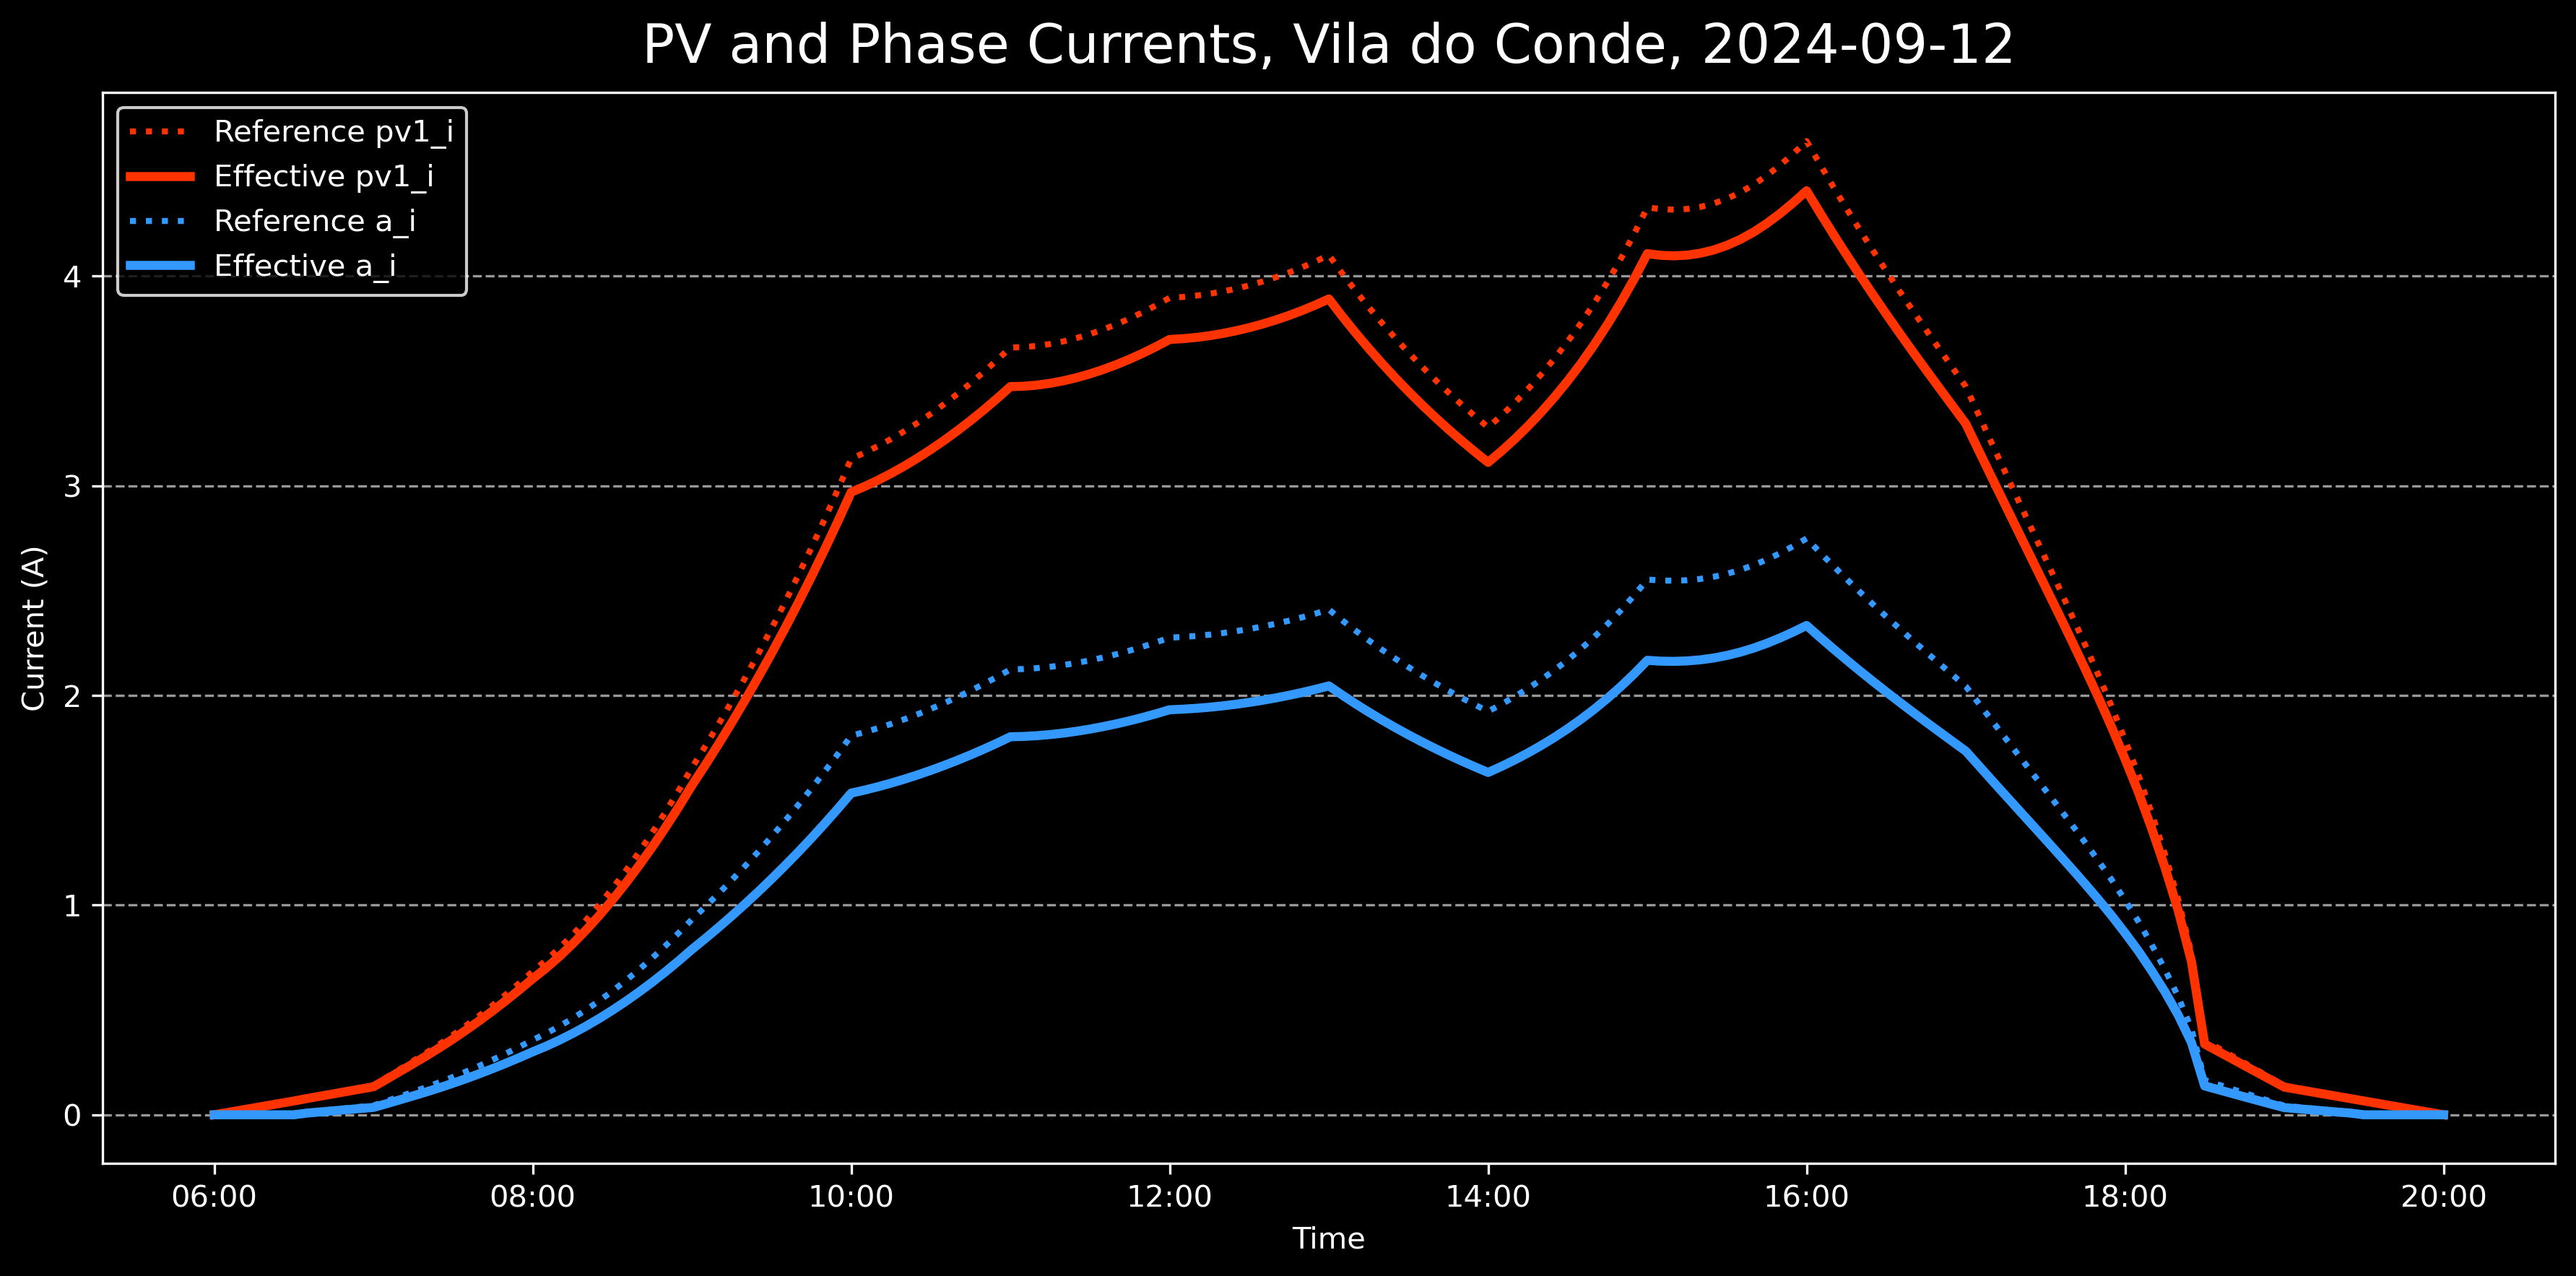 PV and Phase Currents, Vila do Conde, 2024-09-12
Reference pv1_i
Effective pv1_i
Reference a_i
Effective a_i
Current (A)
4
3
2
1
0
06:00 08:00 10:00 12:00 14:00 16:00 18:00 20:00
Time